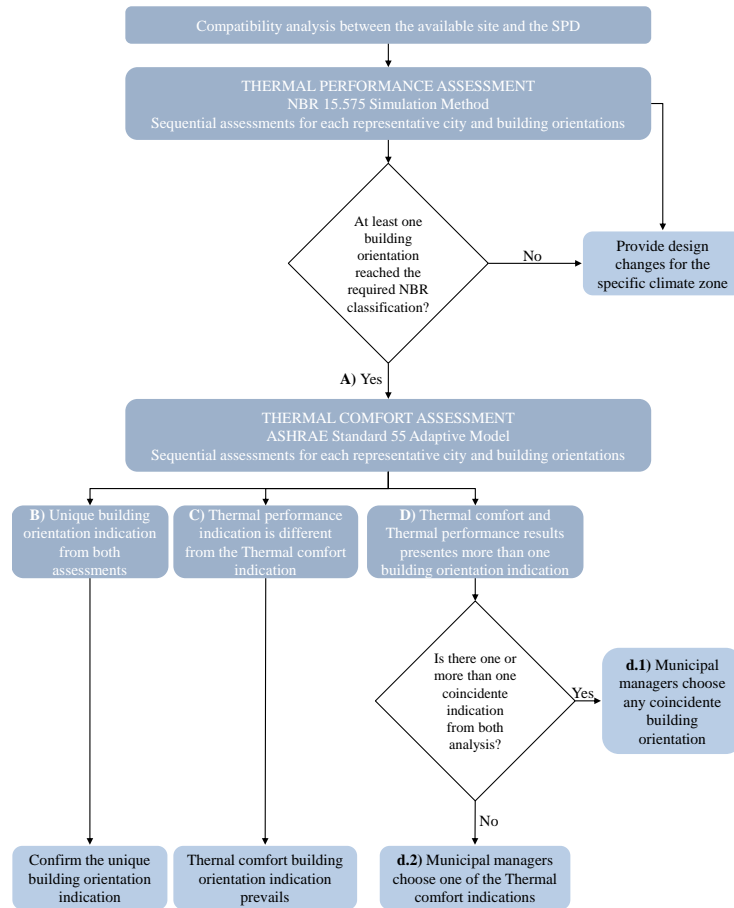 Compatibility analysis between the available site and the SPD
THERMAL PERFORMANCE ASSESSMENT
NBR 15.575 Simulation Method
Sequential assessments for each representative city and building orientations
At least one
building
orientation
reached the
required NBR
classification?
No
Provide design
changes for the
specific climate zone
A) Yes
THERMAL COMFORT ASSESSMENT
ASHRAE Standard 55 Adaptive Model
Sequential assessments for each representative city and building orientations
B) Unique building
orientation indication
from both
assessments
C) Thermal performance
indication is different
from the Thermal comfort
indication
D) Thermal comfort and
Thermal performance results
presentes more than one
building orientation indication
Is there one or
more than one
coincidente
indication
from both
analysis?
Yes
d.1) Municipal
managers choose
any coincidente
building
orientation
No
Confirm the unique
building orientation
indication
Thennal comfort building
orientation indication
prevails
d.2) Municipal managers
choose one of the Thermal
comfort indications